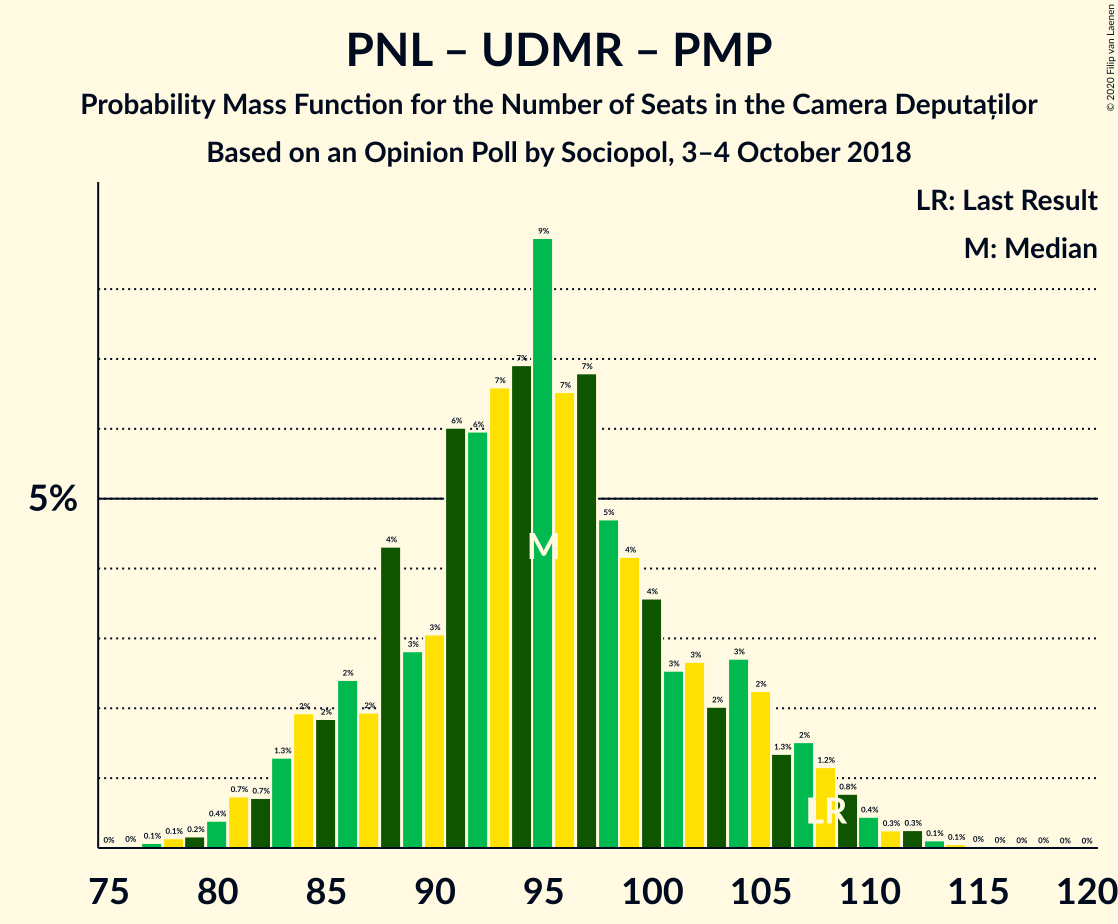 PNL – UDMR – PMP
Probability Mass Function for the Number of Seats in the Camera Deputaților
Based on an Opinion Poll by Sociopol, 3–4 October 2018
© 2020 Filip van Laenen
LR: Last Result
M: Median
5%
0% 0% 0.1% 0.1% 0.2% 0.4% 0.7% 0.7% 1.3% 2% 2% 2% 2% 4% 3% 3% 6% 6% 7% 7% 9% 7% 7% 5% 4% 4% 3% 3% 2% 3% 2% 1.3% 2% 1.2% 0.8% 0.4% 0.3% 0.3% 0.1% 0.1% 0% 0% 0% 0% 0% 0%
M
LR
75 80 85 90 95 100 105 110 115 120